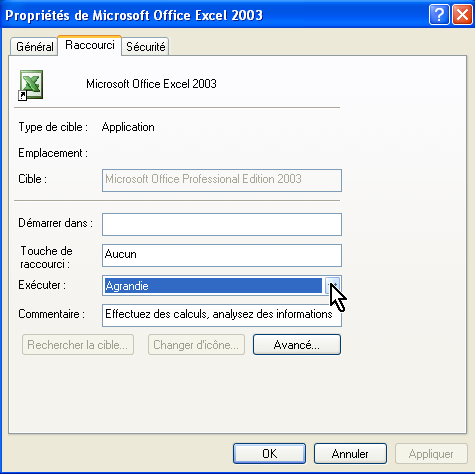 Propriétés de Microsoft Office Excel 2003
Général Raccourci Sécurité
Microsoft Office Excel 2003
Type de cible : Application
Emplacement :
Cible : Microsoft Office Professional Edition 2003
Démarrer dans :
Touche de
raccourci : Aucun
Exécuter : Agrandie
Commentaire : Effectuez des calculs, analysez des informations
Rechercher la cible... Changer d'icône... Avancé...
OK Annuler Appliquer